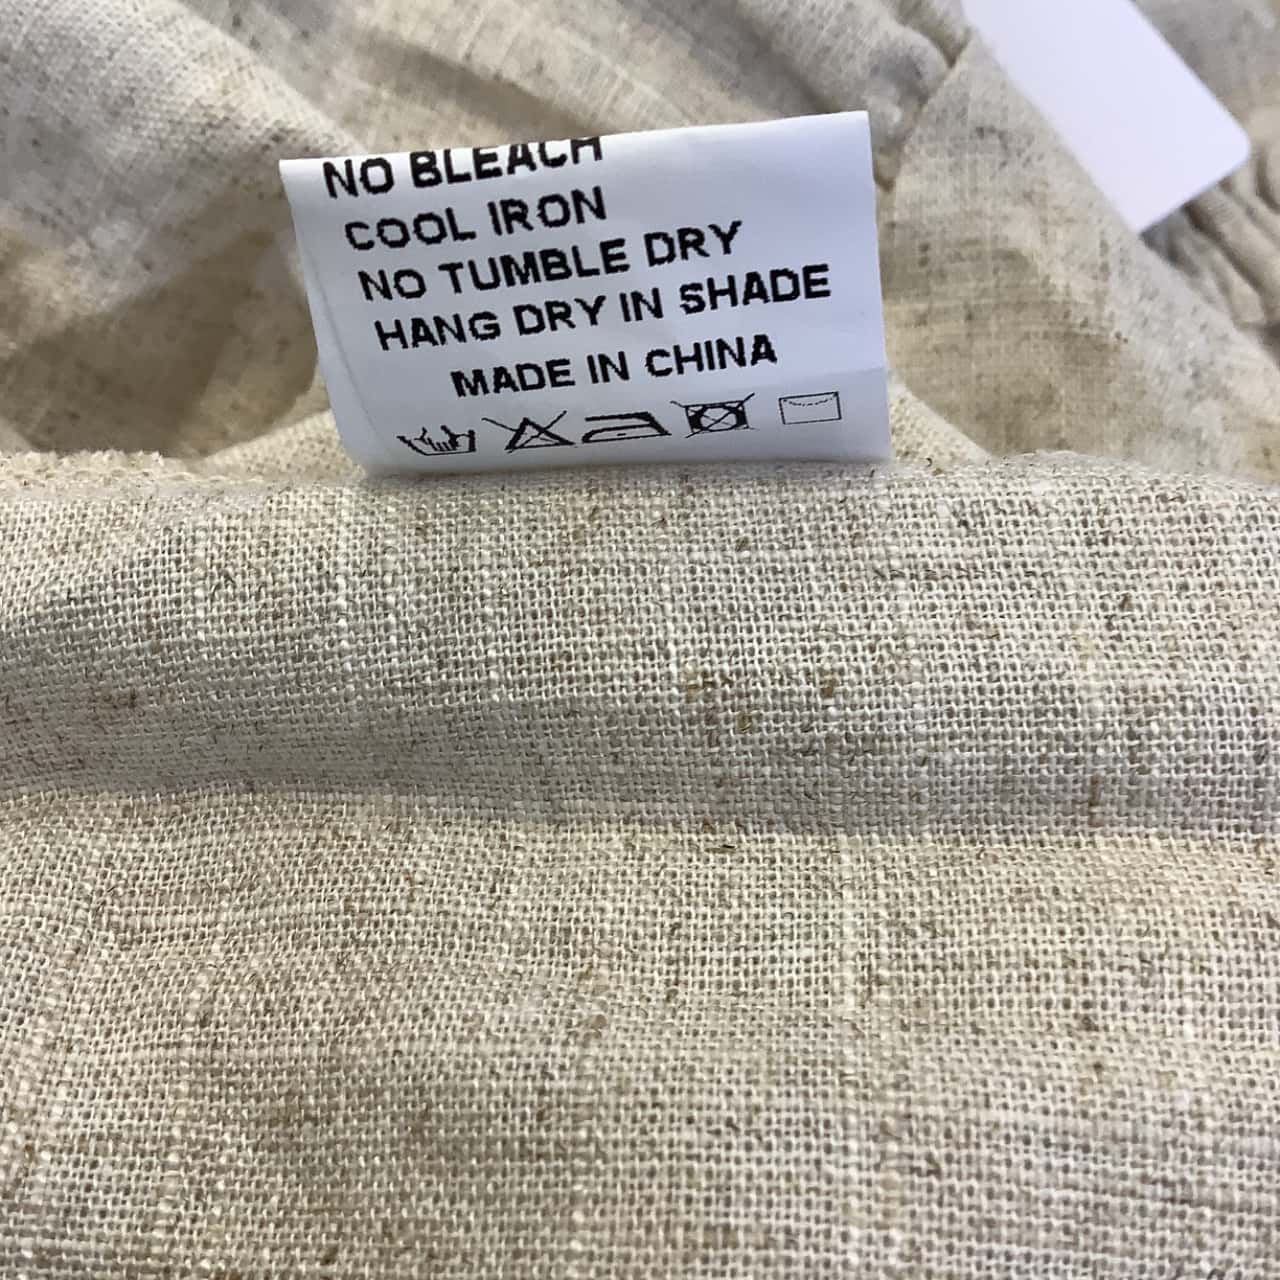 NO BLEACH
COOL IRON
NO TUMBLE DRY
HANG DRY IN SHADE
MADE IN CHINA